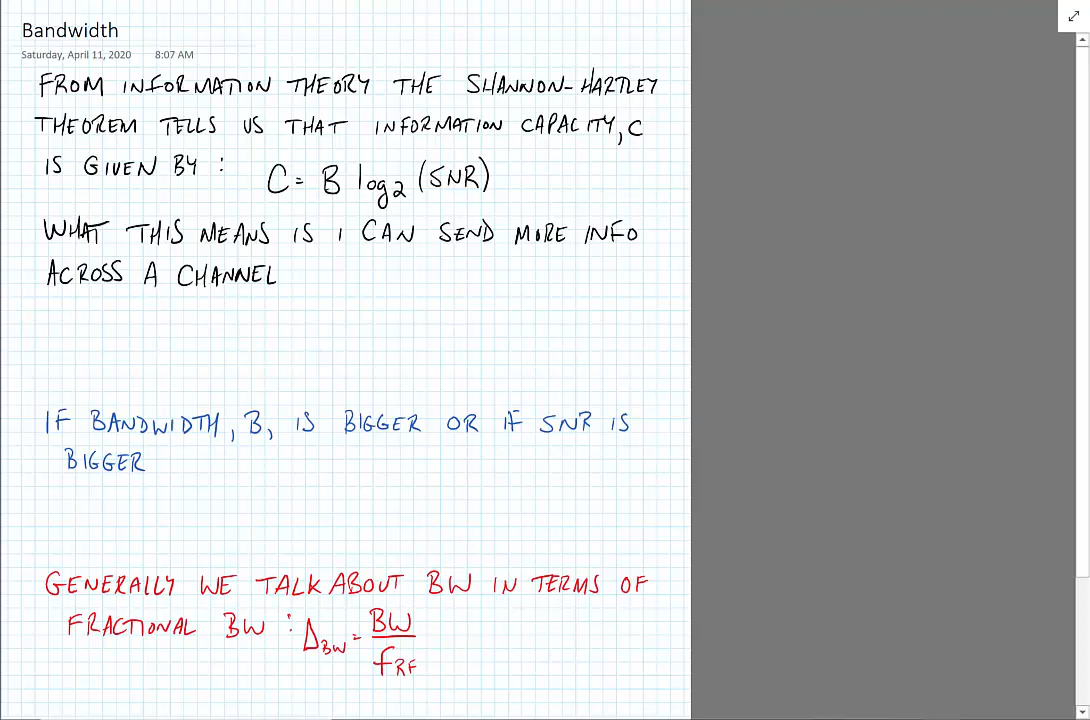 Bandwidth
Saturday, April 11, 2020 8:07 AM
FROM INFORMATION THEORY THE SHANNON-HARTLEY
THEOREM TELLS US THAT INFORMATION CAPACITY, C
IS GIVEN BY :
C = B log₂ (SNR)
WHAT THIS MEANS IS I CAN SEND MORE INFO
ACROSS A CHANNEL
IF BANDWIDTH, B, IS BIGGER OR IF SNR IS
BIGGER
GENERALLY WE TALK ABOUT BW IN TERMS OF
FRACTIONAL BW : Δ_BW = BW / f_RF